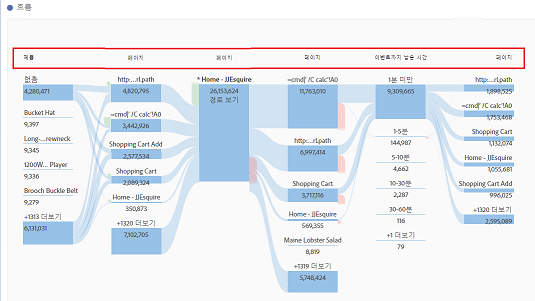 흐름
제품
페이지
페이지
페이지
이벤트까지 남은 시간
페이지
없음
4,280,471
Bucket Hat
9,397
Long-...rewneck
9,345
1200W... Player
9,336
Brooch Buckle Belt
9,279
+1313 더보기
6,131,031
http:...rl.path
4,820,795
=cmd|' /C calc'!A0
3,442,926
Shopping Cart Add
2,577,534
Shopping Cart
2,089,324
Home - JJEsquire
350,873
+1320 더보기
7,102,705
* Home - JJEsquire
26,153,624
경로 보기
=cmd|' /C calc'!A0
11,763,010
http:...rl.path
6,997,414
Shopping Cart
3,717,116
Home - JJEsquire
569,355
Maine Lobster Salad
8,819
+1319 더보기
5,748,424
1분 미만
9,309,665
1-5분
144,987
5-10분
4,662
10-30분
2,287
30-60분
116
+1 더보기
79
http:...rl.path
1,898,525
=cmd|' /C calc'!A0
1,753,468
Shopping Cart
1,132,074
Home - JJEsquire
1,055,681
Shopping Cart Add
996,025
+1320 더보기
2,595,089